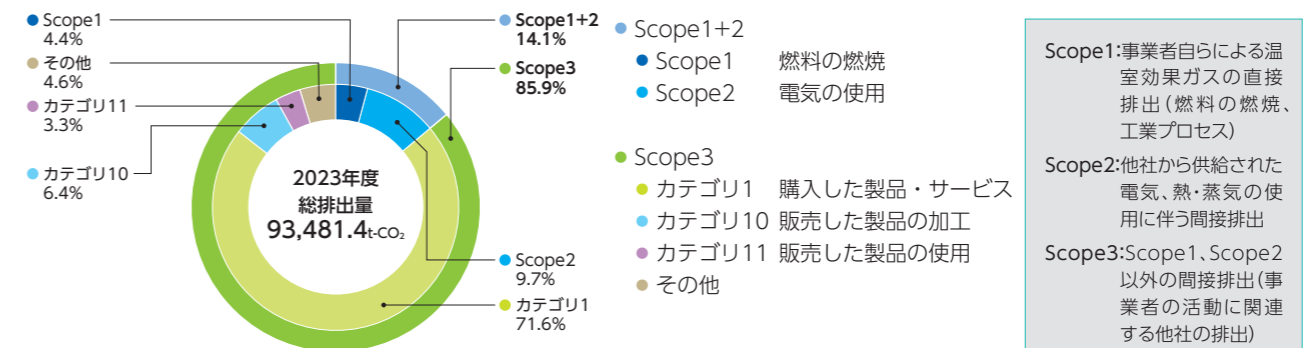 Scope1
4.4%
その他
4.6%
カテゴリ11
3.3%
カテゴリ10
6.4%
2023年度
総排出量
93,481.4t-CO₂
Scope1+2
14.1%
Scope3
85.9%
Scope2
9.7%
カテゴリ1
71.6%
Scope1+2
Scope1 燃料の燃焼
Scope2 電気の使用
Scope3
カテゴリ1 購入した製品・サービス
カテゴリ10 販売した製品の加工
カテゴリ11 販売した製品の使用
その他
Scope1:事業者自らによる温
室効果ガスの直接
排出(燃料の燃焼、
工業プロセス)
Scope2:他社から供給された
電気、熱・蒸気の使
用に伴う間接排出
Scope3:Scope1、Scope2
以外の間接排出(事
業者の活動に関連
する他社の排出)